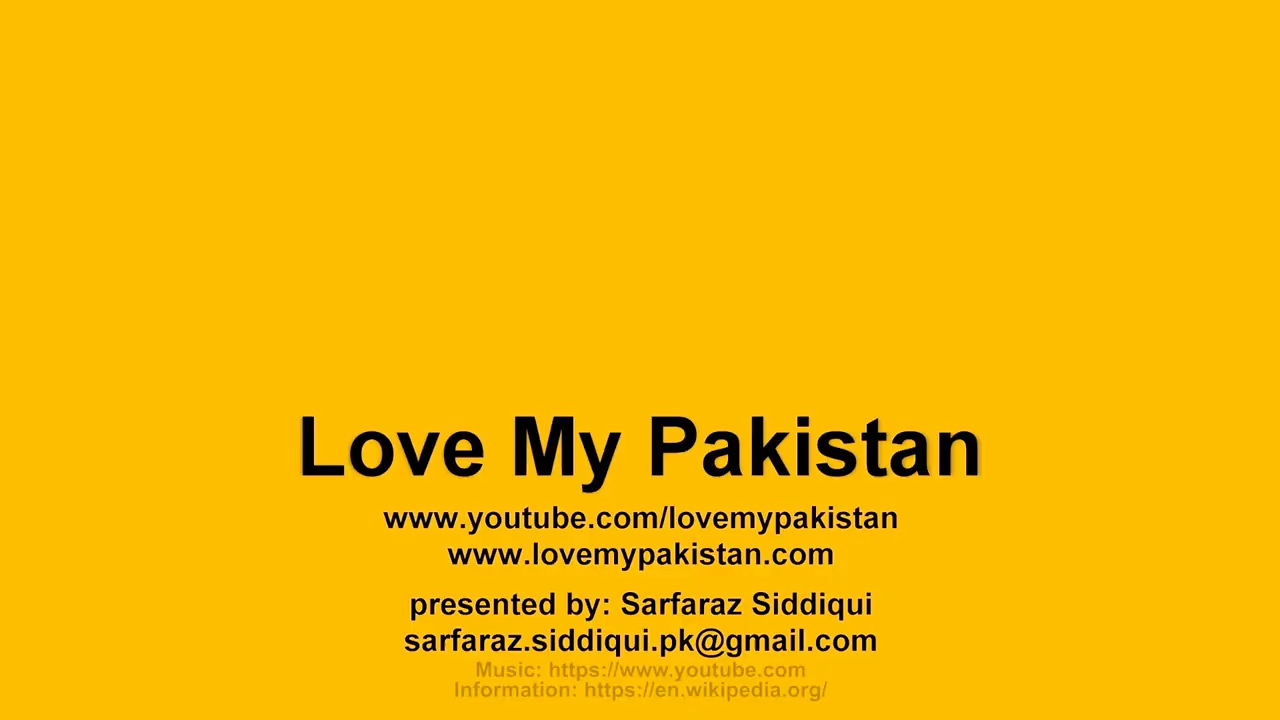 Love My Pakistan
www.youtube.com/lovemypakistan
www.lovemypakistan.com
presented by: Sarfaraz Siddiqui
sarfaraz.siddiqui.pk@gmail.com
Music: https://www.youtube.com
Information: https://en.wikipedia.org/